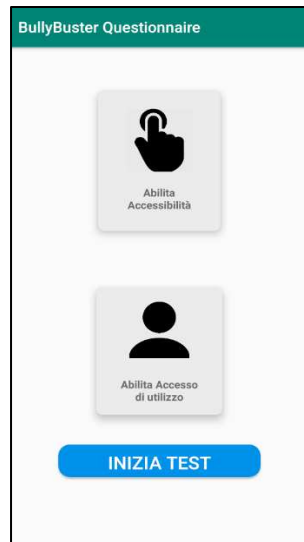 BullyBuster Questionnaire
Abilita
Accessibilità
Abilita Accesso
di utilizzo
INIZIA TEST